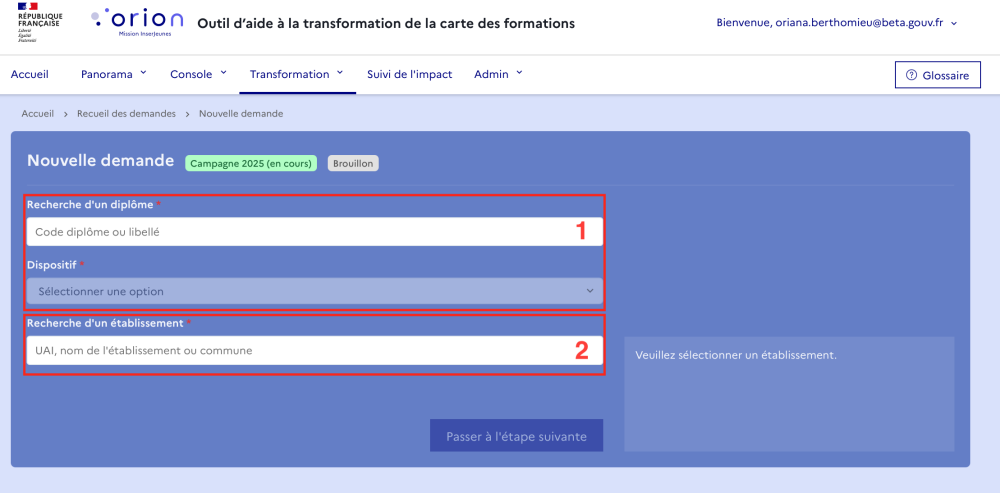 RÉPUBLIQUE
FRANÇAISE
Liberté
Égalité
Fraternité
orion
Mission InserJeunes
Outil d'aide à la transformation de la carte des formations
Bienvenue, oriana.berthomieu@beta.gouv.fr
Accueil Panorama Console Transformation Suivi de l'impact Admin Glossaire
Accueil > Recueil des demandes > Nouvelle demande
Nouvelle demande Campagne 2025 (en cours) Brouillon
Recherche d'un diplôme *
Code diplôme ou libellé 1
Dispositif *
Sélectionner une option
Recherche d'un établissement *
UAI, nom de l'établissement ou commune 2
Veuillez sélectionner un établissement.
Passer à l'étape suivante